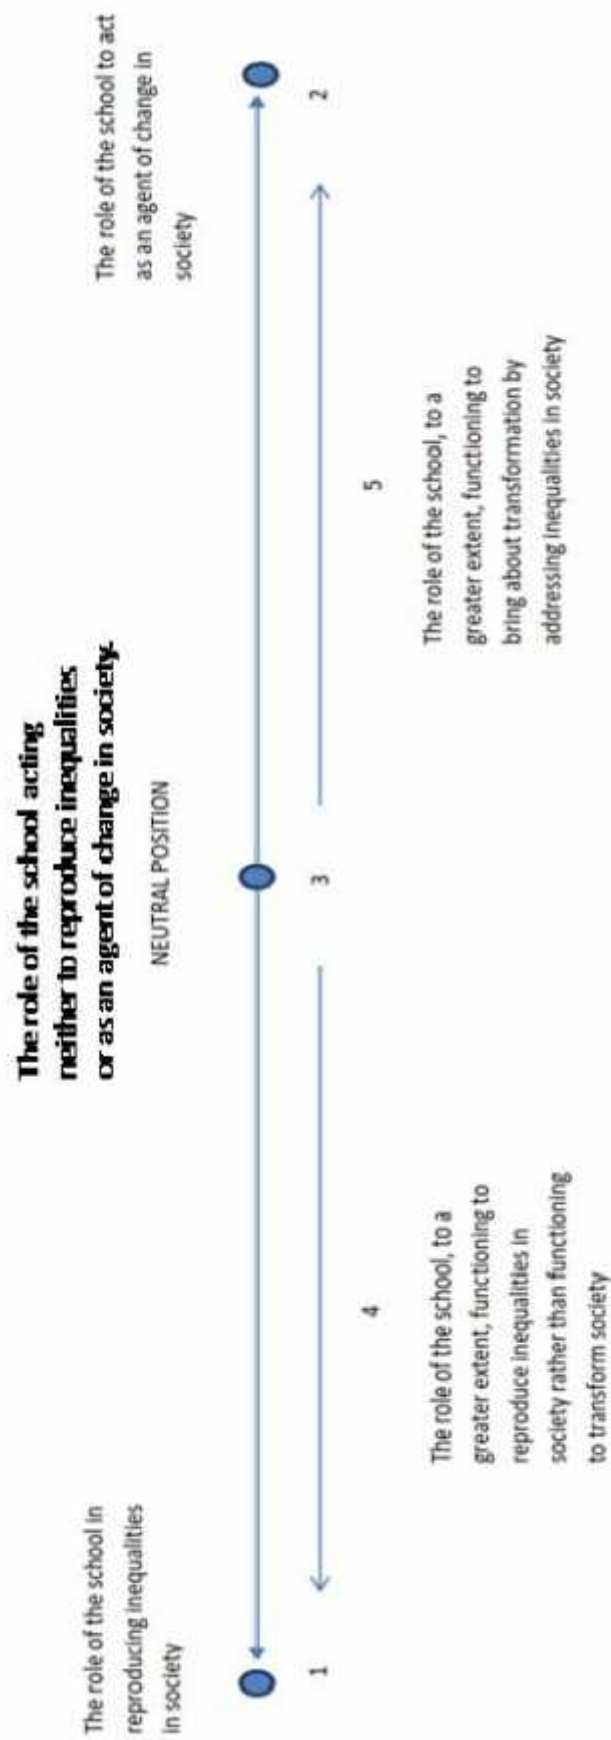 The role of the school acting
neither to reproduce inequalities
or as an agent of change in society.
NEUTRAL POSITION
The role of the school in
reproducing inequalities
in society
The role of the school to act
as an agent of change in
society
1
3
2
4
5
The role of the school, to a
greater extent, functioning to
reproduce inequalities in
society rather than functioning
to transform society
The role of the school, to a
greater extent, functioning to
bring about transformation by
addressing inequalities in society